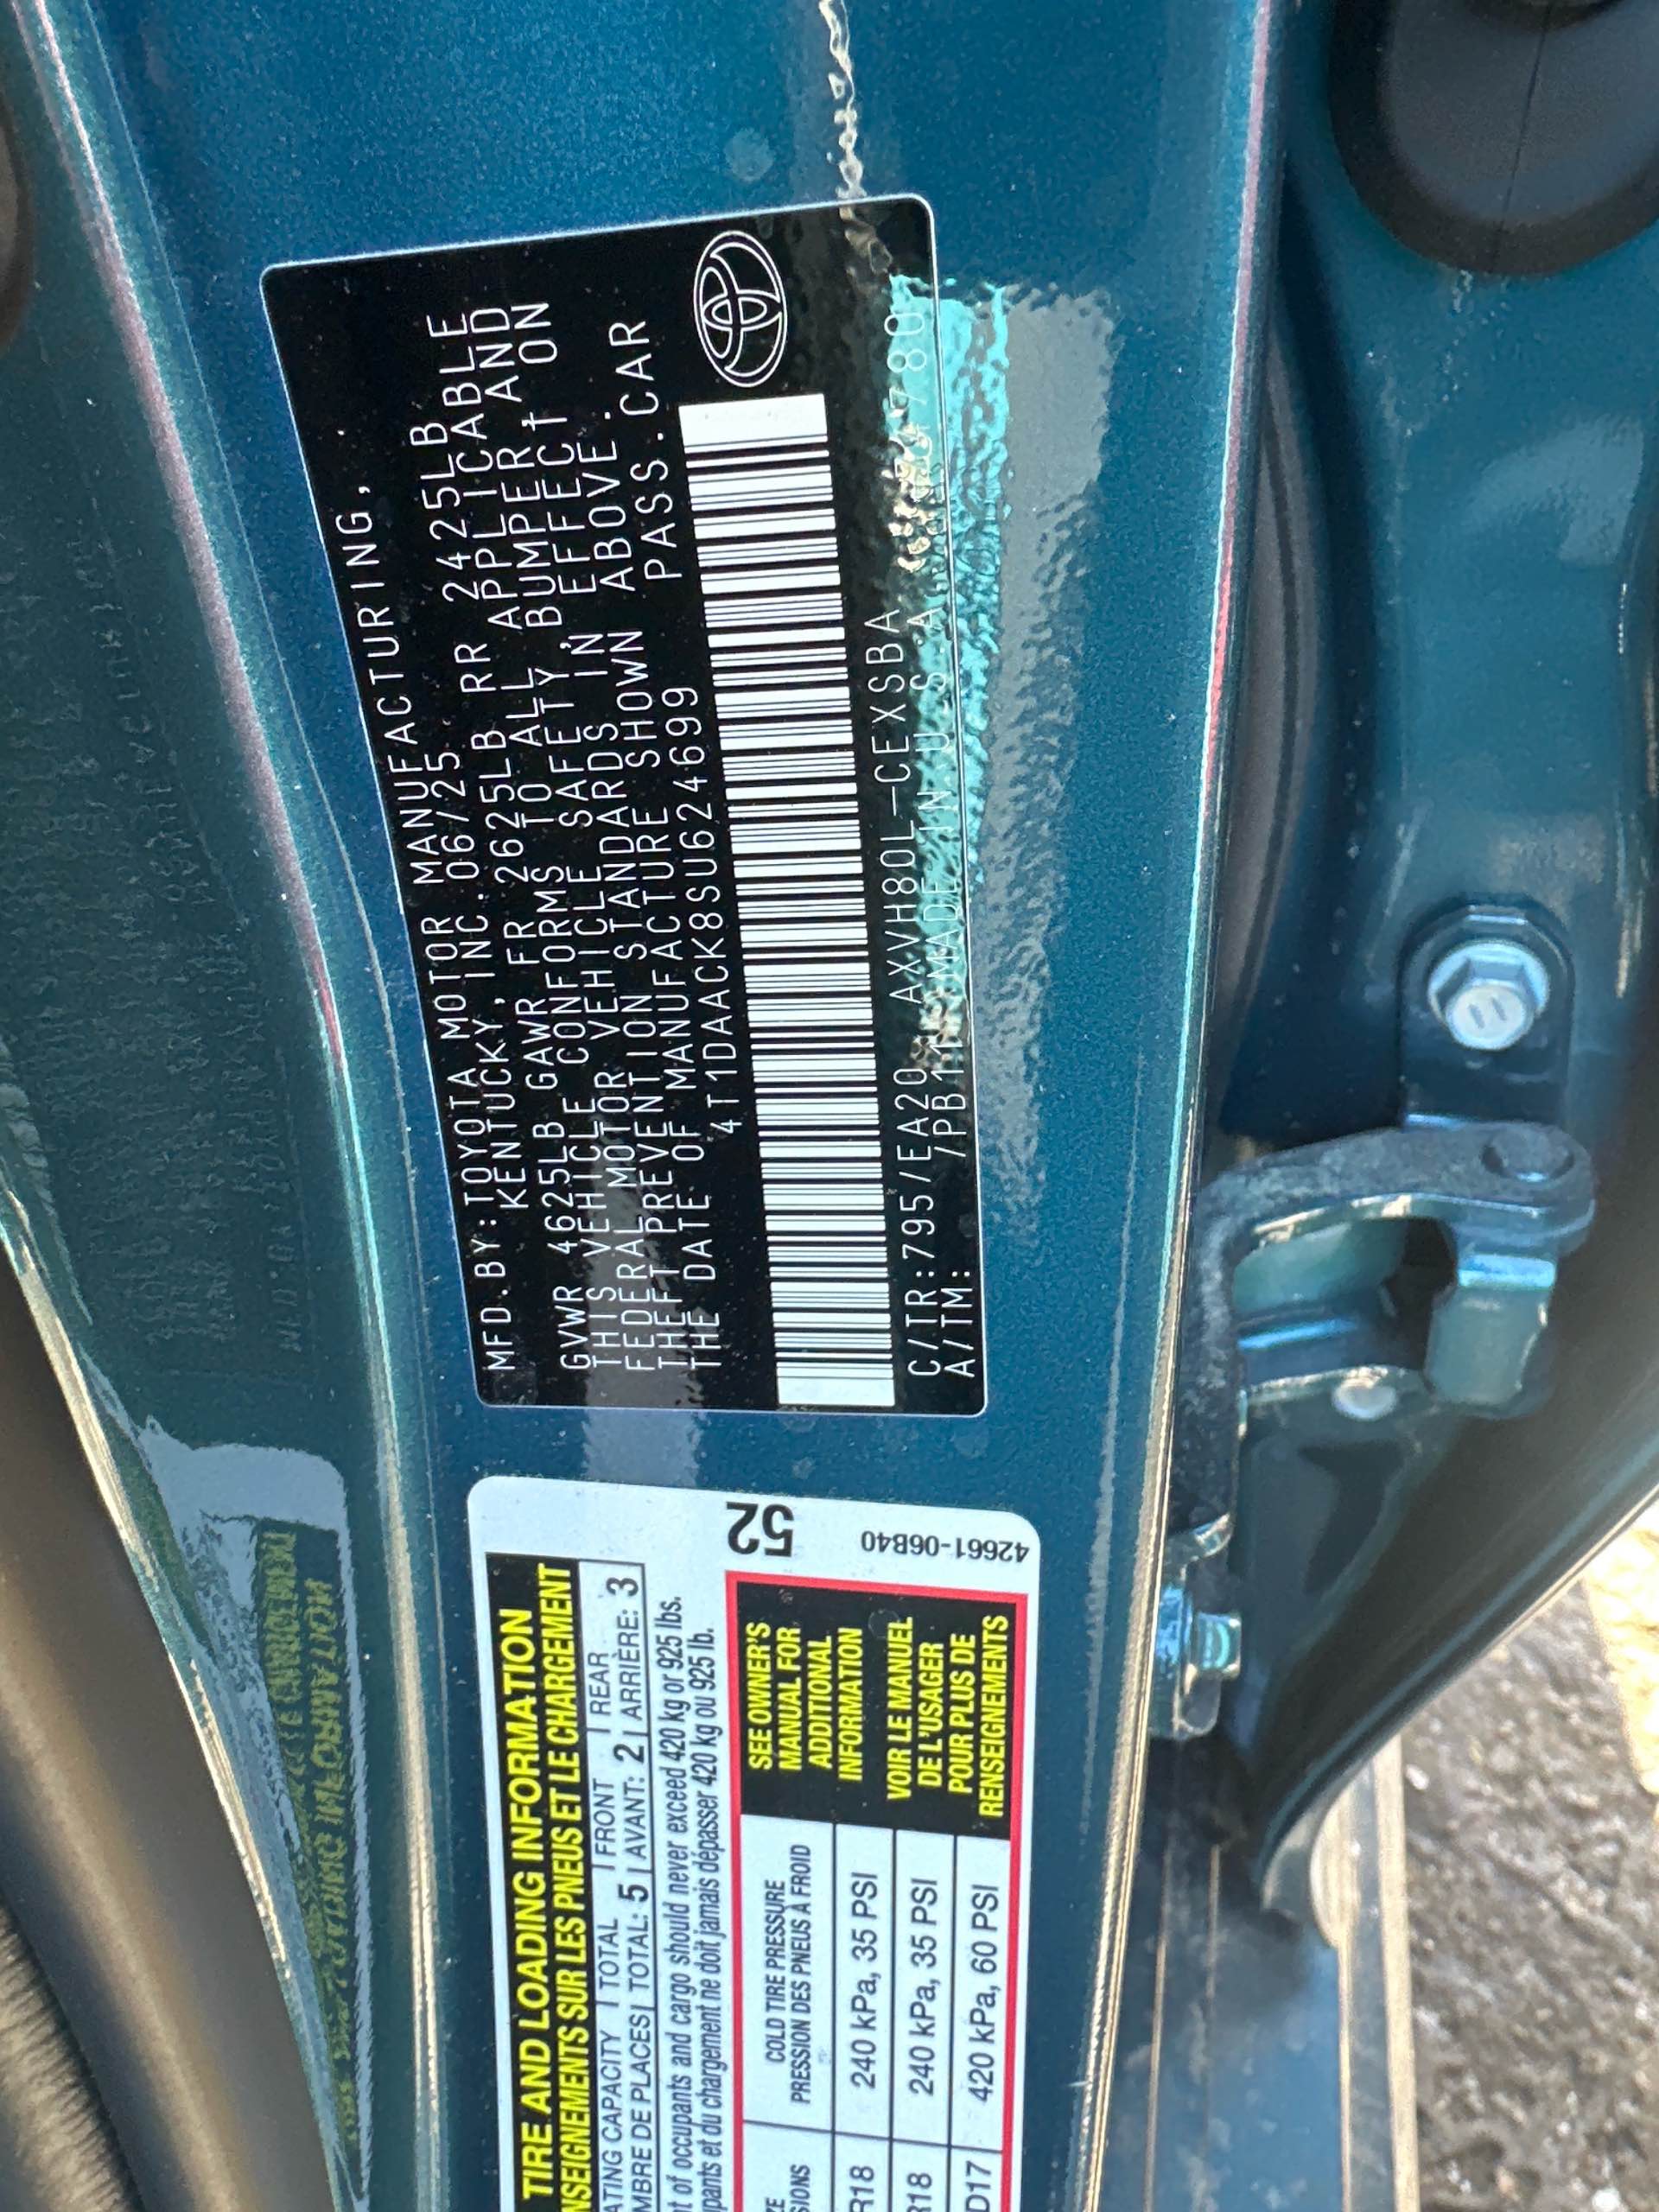 MFD.BY:TOYOTA MOTOR MANUFACTURING,
KENTUCKY, INC. 06/25
GVWR 4625LB GAWR FR 2625LB RR 2425LB
THIS VEHICLE CONFORMS TO ALL APPLICABLE
FEDERAL MOTOR VEHICLE SAFETY, BUMPER, AND
THEFT PREVENTION STANDARDS IN EFFECT ON
THE DATE OF MANUFACTURE SHOWN ABOVE.
4T1DAACK8SU624699 PASS.CAR
C/TR:795/EA20 AXVH80L-CEXSBA
A/TM: /PB11 MADE IN U.S.A. 780
TIRE AND LOADING INFORMATION
NSEIGNEMENTS SUR LES PNEUS ET LE CHARGEMENT
ATING CAPACITY TOTAL FRONT REAR
MBRE DE PLACES TOTAL: 5 AVANT: 2 ARRIÈRE: 3
t of occupants and cargo should never exceed 420 kg or 925 lbs.
pants et du chargement ne doit jamais dépasser 420 kg ou 925 lb.
ZE
SIONS
COLD TIRE PRESSURE
PRESSION DES PNEUS À FROID
R18 240 kPa, 35 PSI
R18 240 kPa, 35 PSI
D17 420 kPa, 60 PSI
SEE OWNER'S
MANUAL FOR
ADDITIONAL
INFORMATION
VOIR LE MANUEL
DE L'USAGER
POUR PLUS DE
RENSEIGNEMENTS
52
42661-06B40